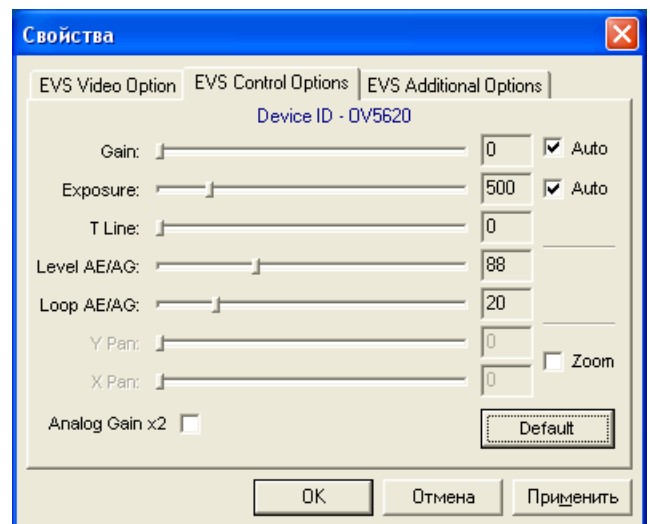 Свойства
EVS Video Option EVS Control Options EVS Additional Options
Device ID - OV5620
Gain: 0 Auto
Exposure: 500 Auto
T Line: 0
Level AE/AG: 88
Loop AE/AG: 20
Y Pan: 0
X Pan: 0
Zoom
Analog Gain x2
Default
OK Отмена Применить